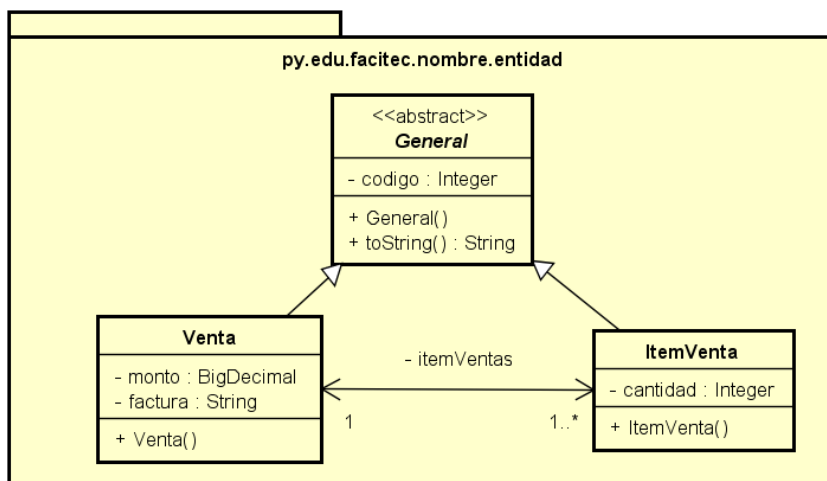 py.edu.facitec.nombre.entidad
<<abstract>>
General
- codigo : Integer
+ General()
+ toString() : String
Venta
- monto : BigDecimal
- factura : String
+ Venta()
- itemVentas
1
1..*
ItemVenta
- cantidad : Integer
+ ItemVenta()